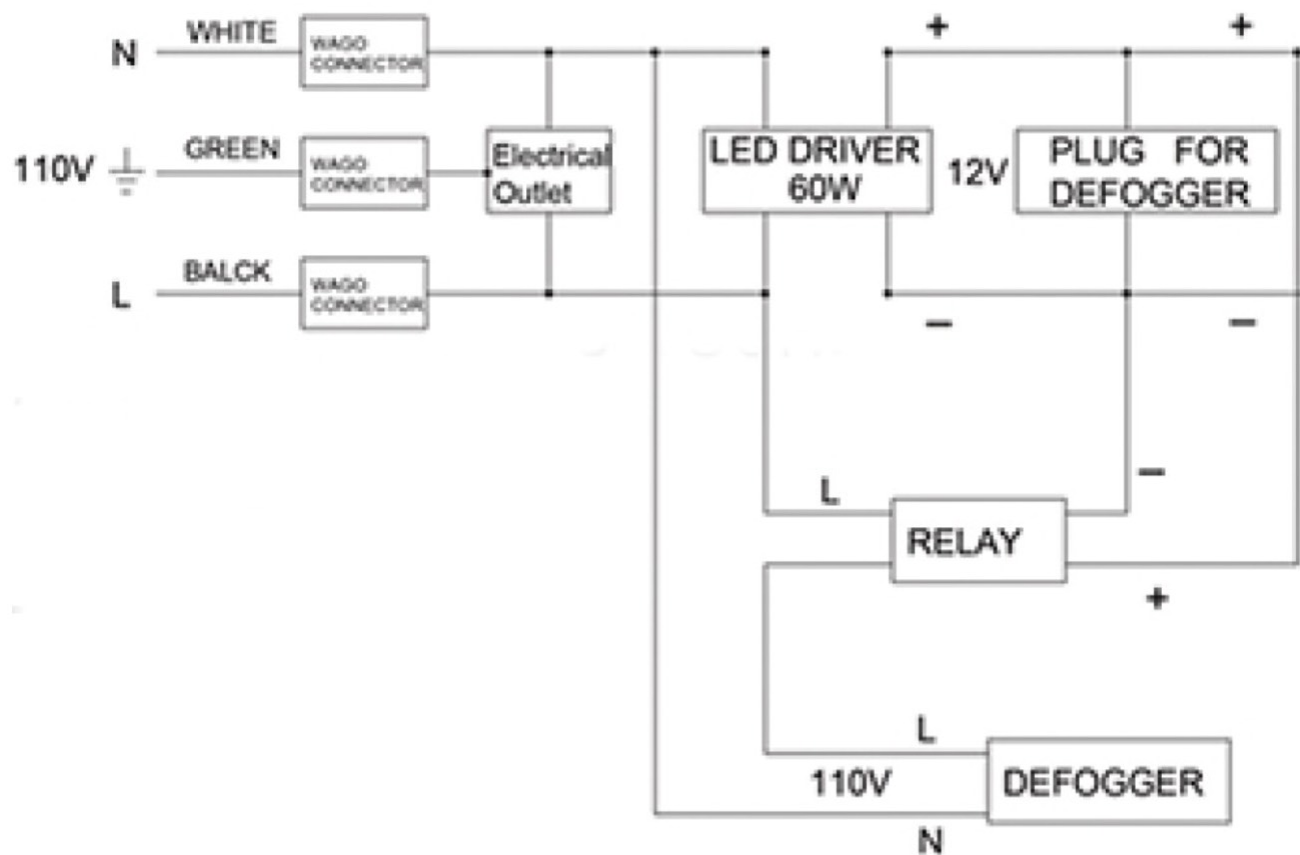 N
WHITE
WAGO
CONNECTOR
+
+
110V
GREEN
WAGO
CONNECTOR
Electrical
Outlet
LED DRIVER
60W
12V
PLUG FOR
DEFOGGER
L
BALCK
WAGO
CONNECTOR
−
−
−
L
RELAY
+
L
110V
DEFOGGER
N